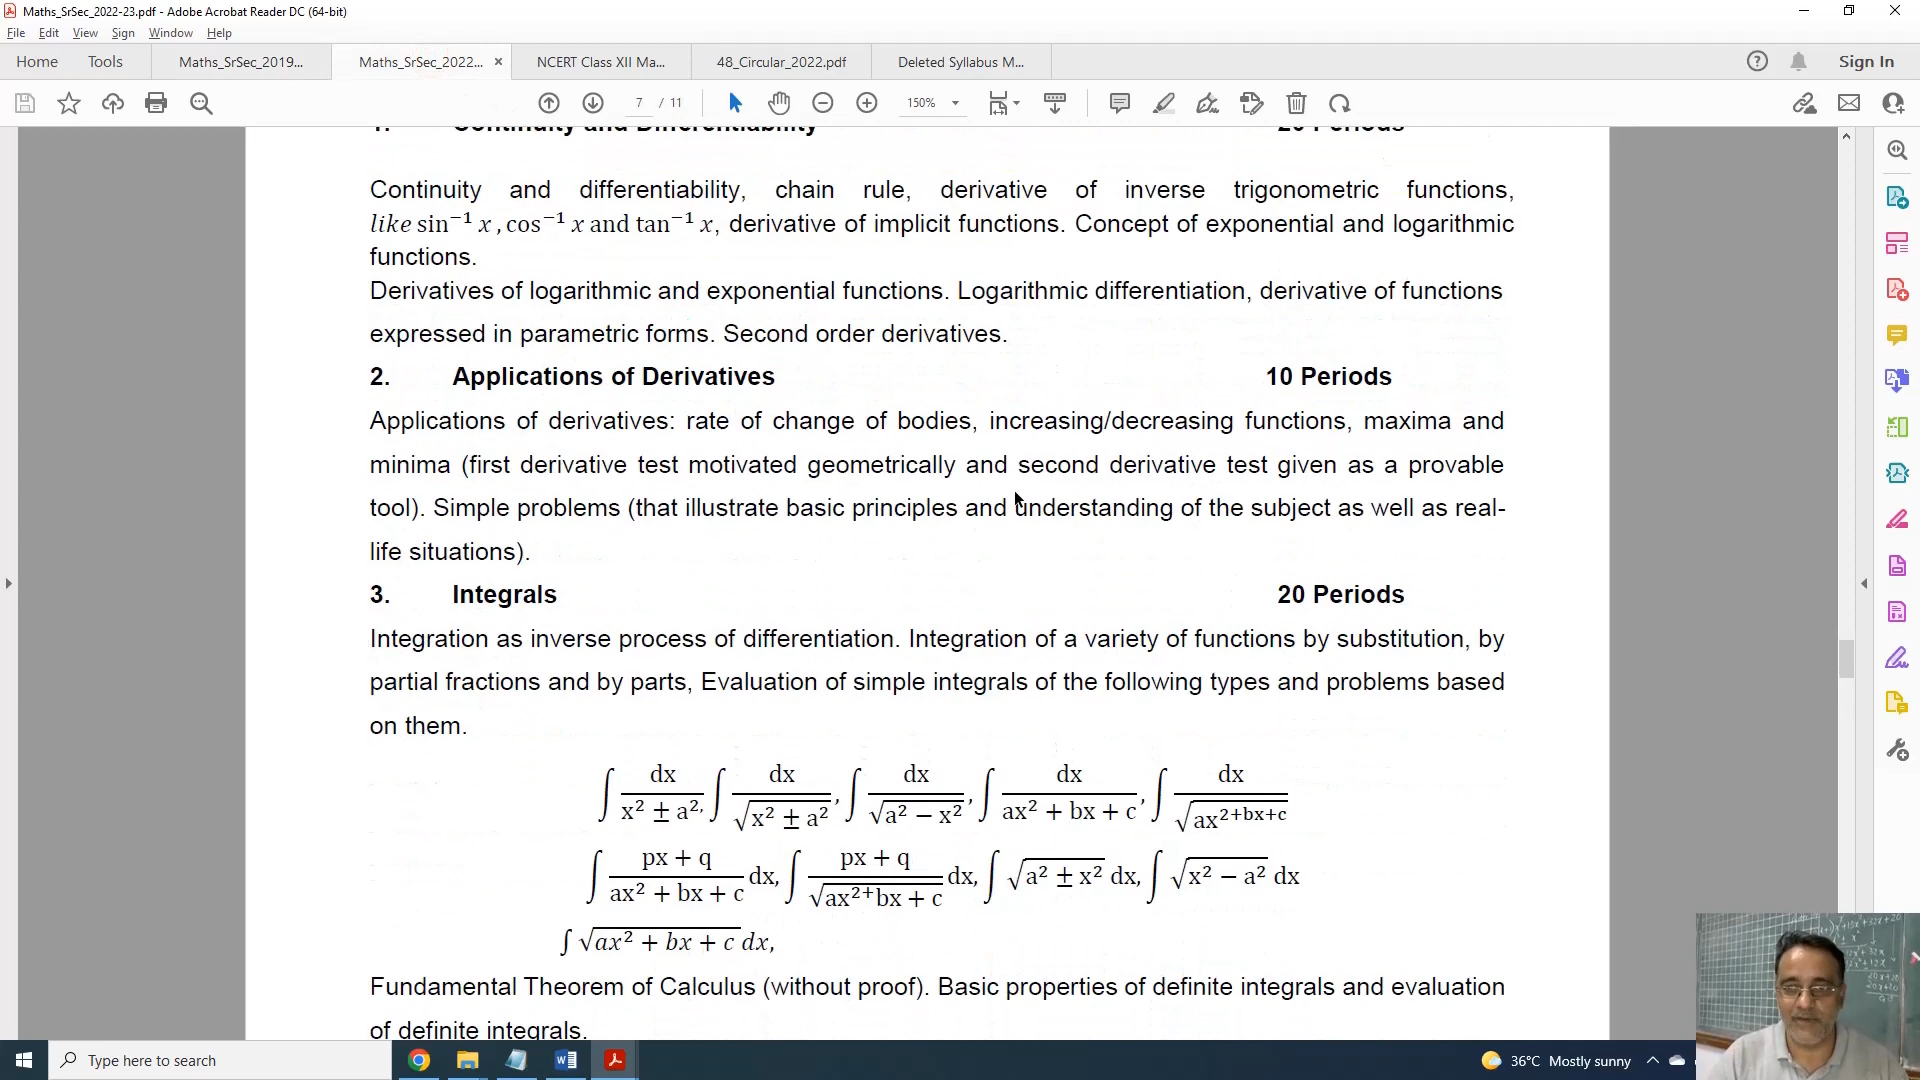 Maths_SrSec_2022-23.pdf - Adobe Acrobat Reader DC (64-bit)
File Edit View Sign Window Help
Home Tools Maths_SrSec_2019... Maths_SrSec_2022... × NCERT Class XII Ma... 48_Circular_2022.pdf Deleted Syllabus M... Sign In
7 / 11 150%
1. Continuity and Differentiability 20 Periods
Continuity and differentiability, chain rule, derivative of inverse trigonometric functions,
like sin⁻¹ x , cos⁻¹ x and tan⁻¹ x, derivative of implicit functions. Concept of exponential and logarithmic
functions.
Derivatives of logarithmic and exponential functions. Logarithmic differentiation, derivative of functions
expressed in parametric forms. Second order derivatives.
2. Applications of Derivatives 10 Periods
Applications of derivatives: rate of change of bodies, increasing/decreasing functions, maxima and
minima (first derivative test motivated geometrically and second derivative test given as a provable
tool). Simple problems (that illustrate basic principles and understanding of the subject as well as real-
life situations).
3. Integrals 20 Periods
Integration as inverse process of differentiation. Integration of a variety of functions by substitution, by
partial fractions and by parts, Evaluation of simple integrals of the following types and problems based
on them.
∫ dx/(x² ± a²), ∫ dx/√(x² ± a²), ∫ dx/√(a² − x²), ∫ dx/(ax² + bx + c), ∫ dx/√(ax²⁺ᵇˣ⁺ᶜ)
∫ (px + q)/(ax² + bx + c) dx, ∫ (px + q)/√(ax²⁺bx + c) dx, ∫ √(a² ± x²) dx, ∫ √(x² − a²) dx
∫ √(ax² + bx + c) dx,
Fundamental Theorem of Calculus (without proof). Basic properties of definite integrals and evaluation
of definite integrals.
Type here to search 36°C Mostly sunny